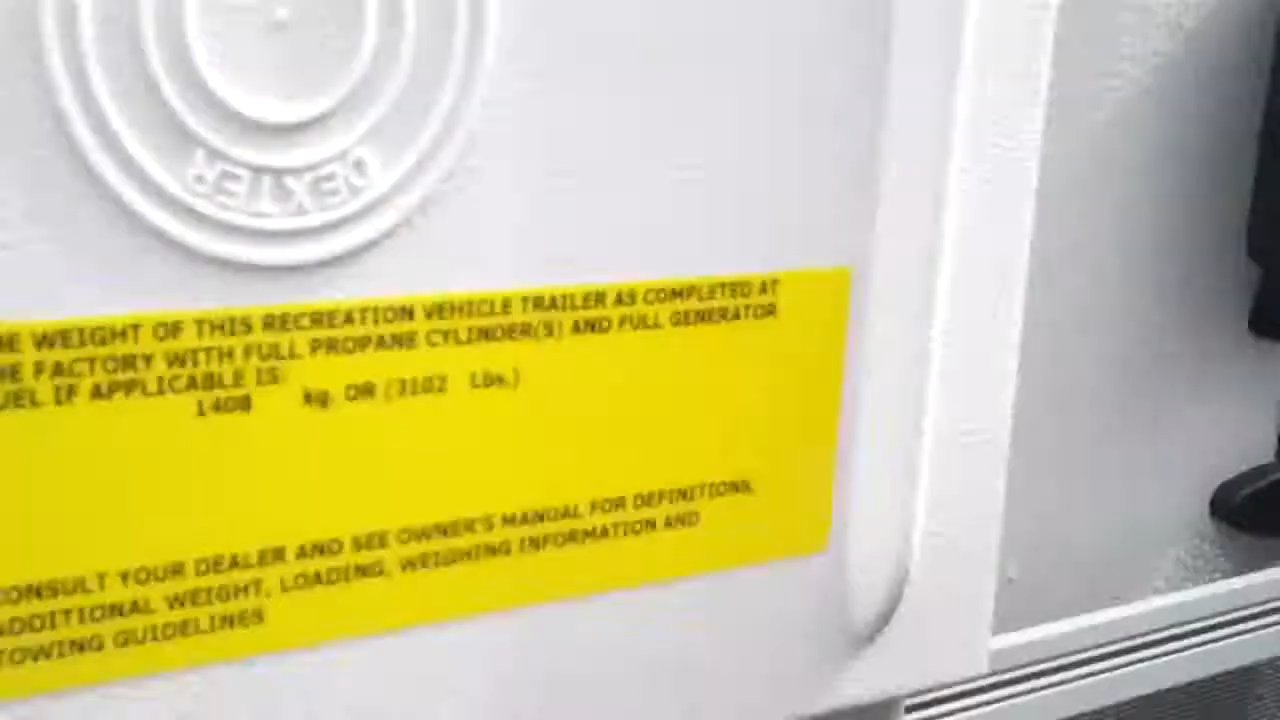 DEXTER
HE WEIGHT OF THIS RECREATION VEHICLE TRAILER AS COMPLETED AT
HE FACTORY WITH FULL PROPANE CYLINDER(S) AND FULL GENERATOR
UEL IF APPLICABLE IS
1408 kg. OR (3102 Lbs.)
CONSULT YOUR DEALER AND SEE OWNER'S MANUAL FOR DEFINITIONS,
ADDITIONAL WEIGHT, LOADING, WEIGHING INFORMATION AND
TOWING GUIDELINES